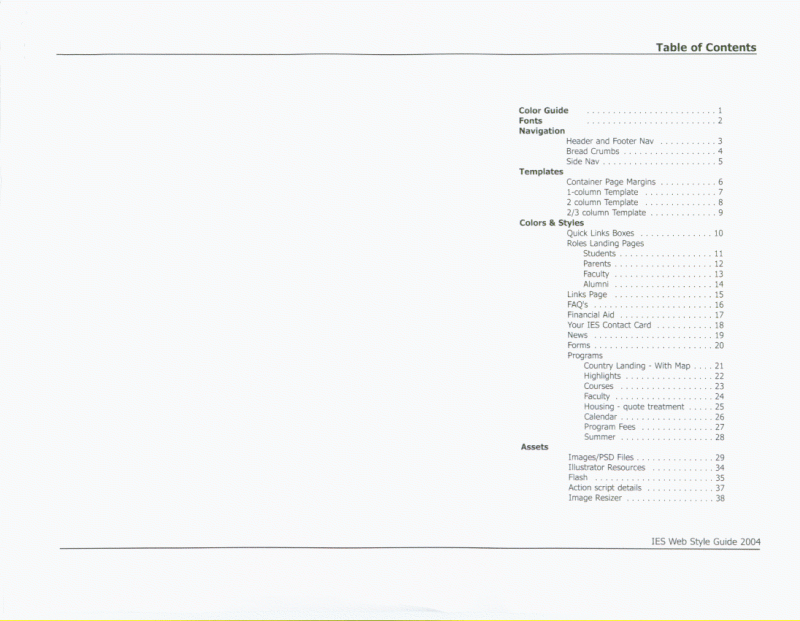 Table of Contents
Color Guide . . . . . . . . . . . . . . . . . . . . . . . . . 1
Fonts . . . . . . . . . . . . . . . . . . . . . . . . . 2
Navigation
Header and Footer Nav . . . . . . . . . . . 3
Bread Crumbs . . . . . . . . . . . . . . . . . . 4
Side Nav . . . . . . . . . . . . . . . . . . . . . . 5
Templates
Container Page Margins . . . . . . . . . . . 6
1-column Template . . . . . . . . . . . . . . 7
2 column Template . . . . . . . . . . . . . . 8
2/3 column Template . . . . . . . . . . . . . 9
Colors & Styles
Quick Links Boxes . . . . . . . . . . . . . . 10
Roles Landing Pages
Students . . . . . . . . . . . . . . . . . . 11
Parents . . . . . . . . . . . . . . . . . . . 12
Faculty . . . . . . . . . . . . . . . . . . . 13
Alumni . . . . . . . . . . . . . . . . . . . 14
Links Page . . . . . . . . . . . . . . . . . . . 15
FAQ's . . . . . . . . . . . . . . . . . . . . . . . 16
Financial Aid . . . . . . . . . . . . . . . . . . 17
Your IES Contact Card . . . . . . . . . . . 18
News . . . . . . . . . . . . . . . . . . . . . . . 19
Forms . . . . . . . . . . . . . . . . . . . . . . . 20
Programs
Country Landing - With Map . . . . 21
Highlights . . . . . . . . . . . . . . . . . 22
Courses . . . . . . . . . . . . . . . . . . 23
Faculty . . . . . . . . . . . . . . . . . . . 24
Housing - quote treatment . . . . . 25
Calendar . . . . . . . . . . . . . . . . . . 26
Program Fees . . . . . . . . . . . . . . 27
Summer . . . . . . . . . . . . . . . . . . 28
Assets
Images/PSD Files . . . . . . . . . . . . . . . 29
Illustrator Resources . . . . . . . . . . . . 34
Flash . . . . . . . . . . . . . . . . . . . . . . . 35
Action script details . . . . . . . . . . . . . 37
Image Resizer . . . . . . . . . . . . . . . . . 38
IES Web Style Guide 2004